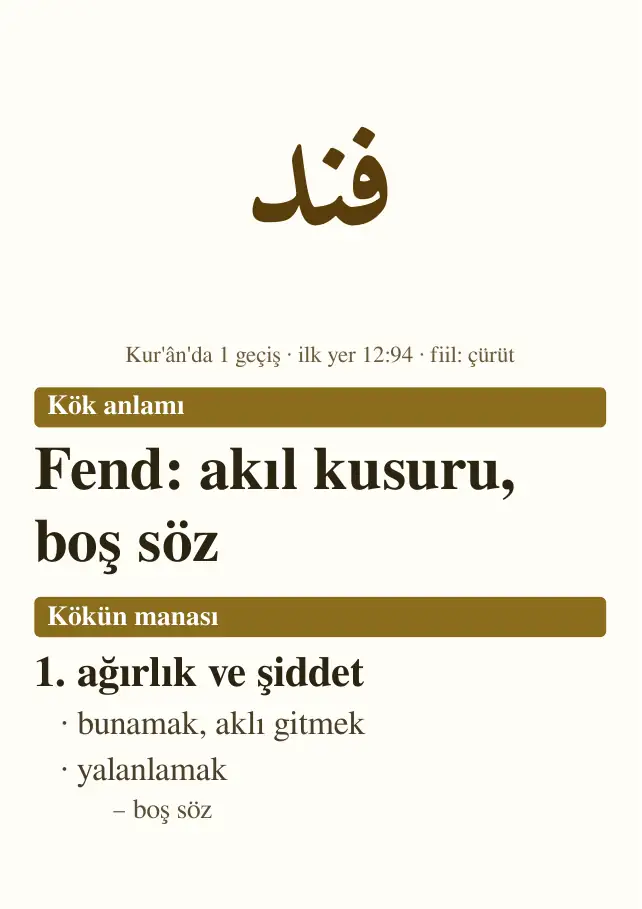 فند
Kur'ân'da 1 geçiş · ilk yer 12:94 · fiil: çürüt
Kök anlamı
Fend: akıl kusuru,
boş söz
Kökün manası
1. ağırlık ve şiddet
· bunamak, aklı gitmek
· yalanlamak
– boş söz